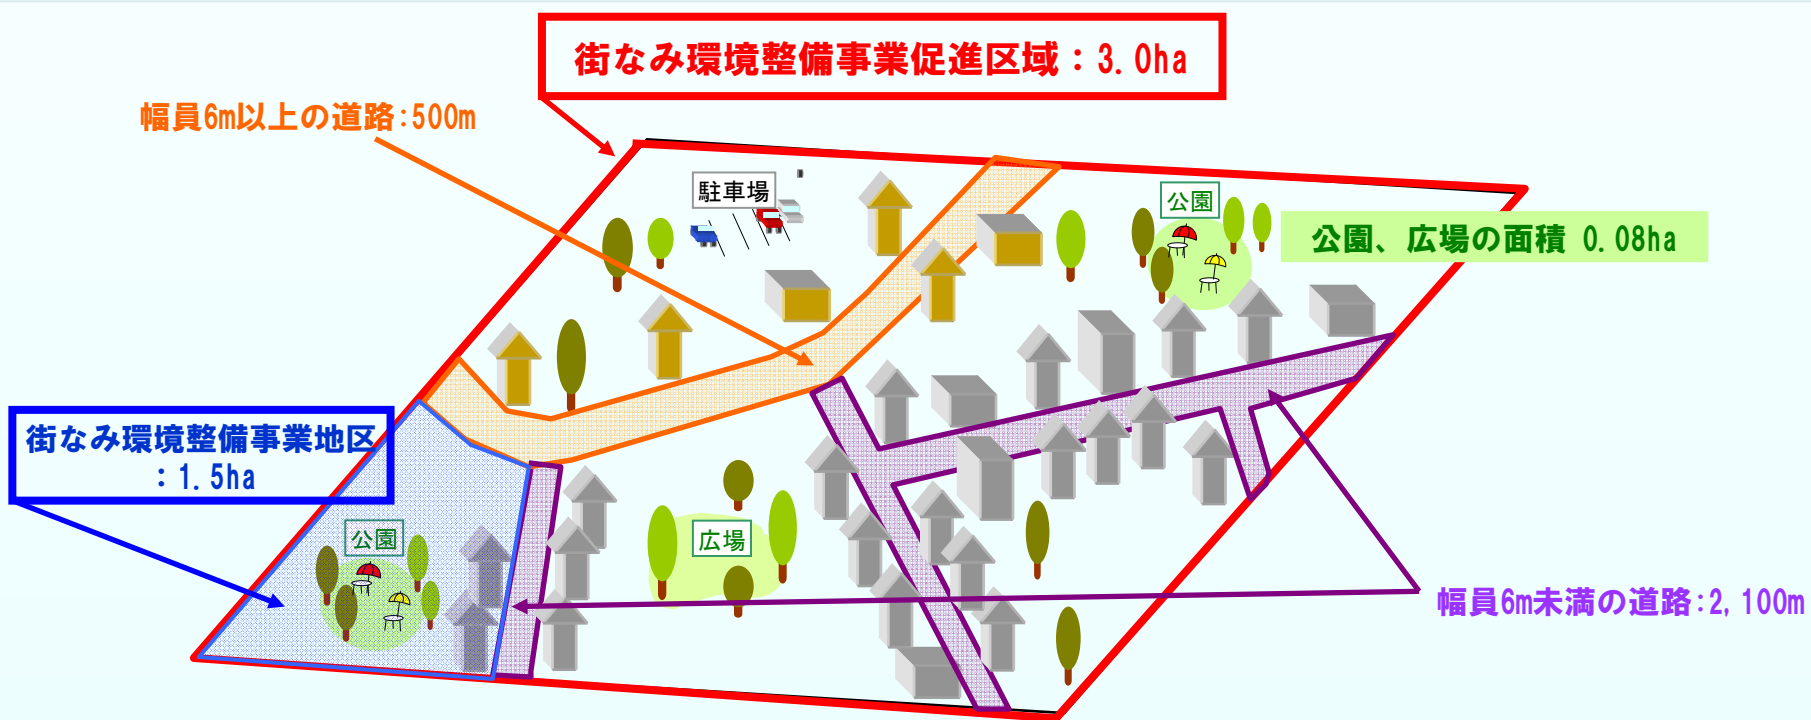 街なみ環境整備事業促進区域：3.0ha
幅員6m以上の道路:500m
駐車場
公園
公園、広場の面積 0.08ha
街なみ環境整備事業地区
：1.5ha
公園
広場
幅員6m未満の道路:2,100m